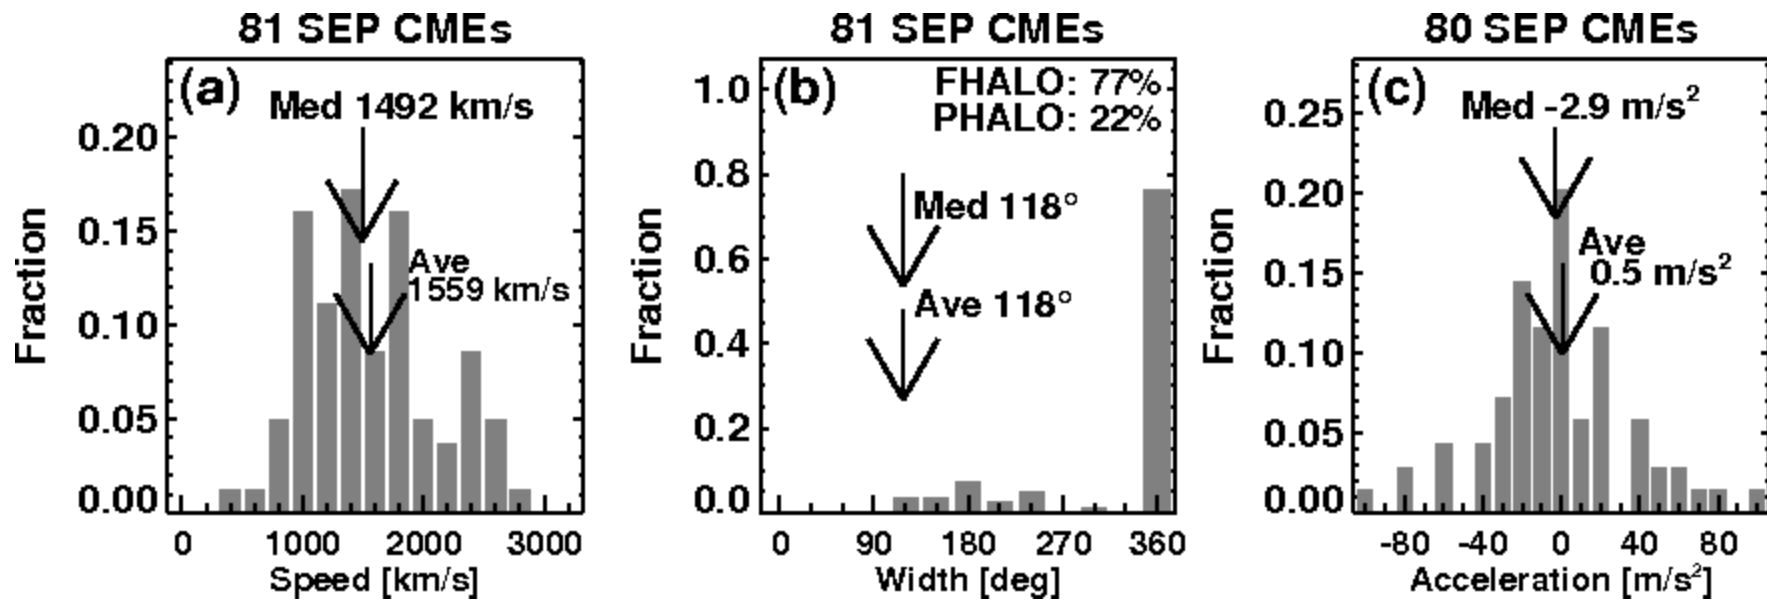 81 SEP CMEs
(a)
Med 1492 km/s
Ave
1559 km/s
0.20
0.15
0.10
0.05
0.00
Fraction
0 1000 2000 3000
Speed [km/s]
81 SEP CMEs
(b)
FHALO: 77%
PHALO: 22%
Med 118°
Ave 118°
1.0
0.8
0.6
0.4
0.2
0.0
Fraction
0 90 180 270 360
Width [deg]
80 SEP CMEs
(c)
Med -2.9 m/s²
Ave
0.5 m/s²
0.25
0.20
0.15
0.10
0.05
0.00
Fraction
-80 -40 0 40 80
Acceleration [m/s²]